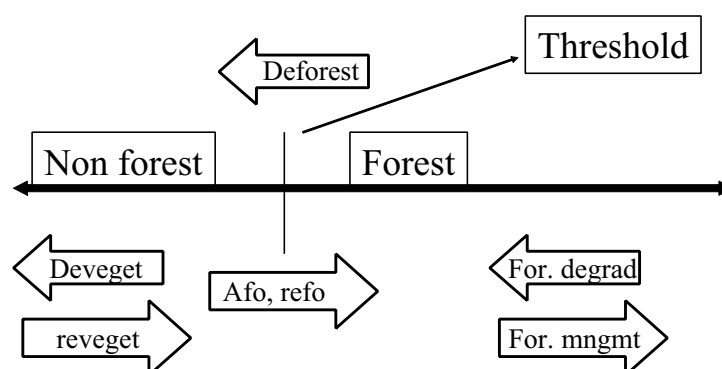 Threshold
Deforest
Non forest
Forest
Deveget
Afo, refo
For. degrad
reveget
For. mngmt